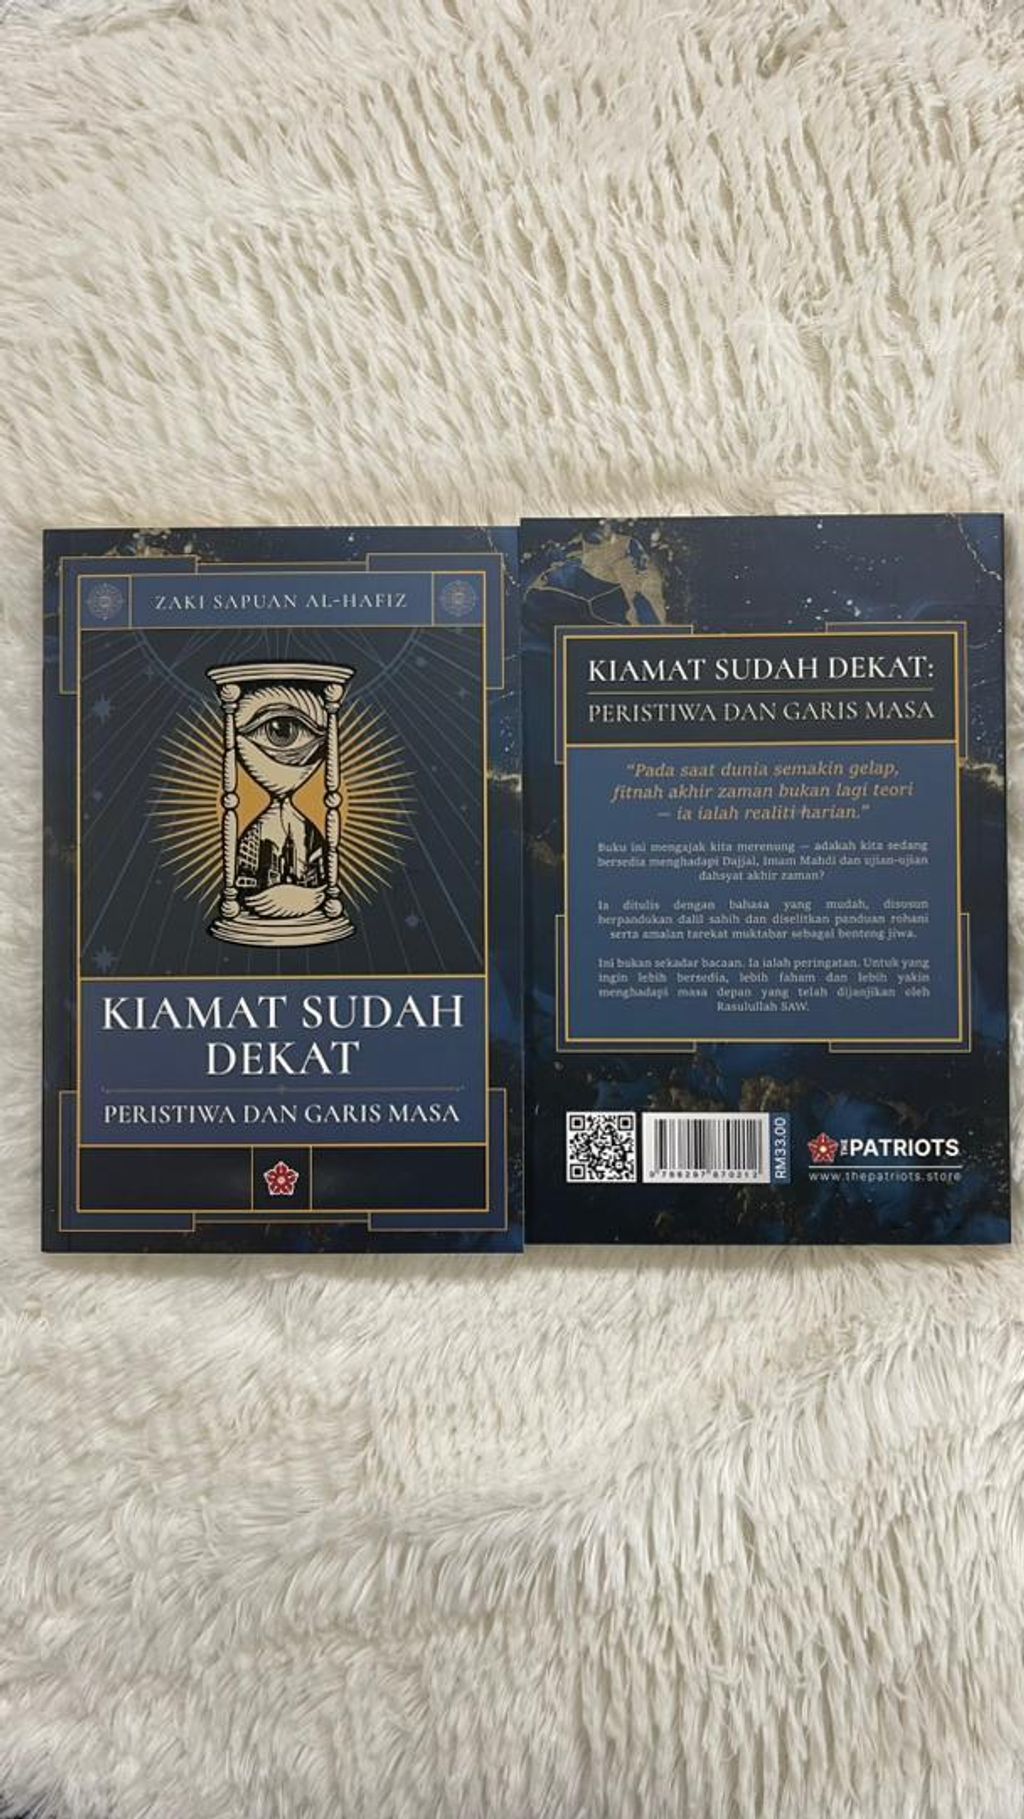 ZAKI SAPUAN AL-HAFIZ
KIAMAT SUDAH
DEKAT
PERISTIWA DAN GARIS MASA
KIAMAT SUDAH DEKAT:
PERISTIWA DAN GARIS MASA
"Pada saat dunia semakin gelap,
fitnah akhir zaman bukan lagi teori
— ia ialah realiti harian."
Buku ini mengajak kita merenung — adakah kita sedang
bersedia menghadapi Dajjal, Imam Mahdi dan ujian-ujian
dahsyat akhir zaman?
Ia ditulis dengan bahasa yang mudah, disusun
berpandukan dalil sahih dan diselitkan panduan rohani
serta amalan tarekat muktabar sebagai benteng jiwa.
Ini bukan sekadar bacaan. Ia ialah peringatan. Untuk yang
ingin lebih bersedia, lebih faham dan lebih yakin
menghadapi masa depan yang telah dijanjikan oleh
Rasulullah SAW.
RM33.00
THE PATRIOTS
www.thepatriots.store